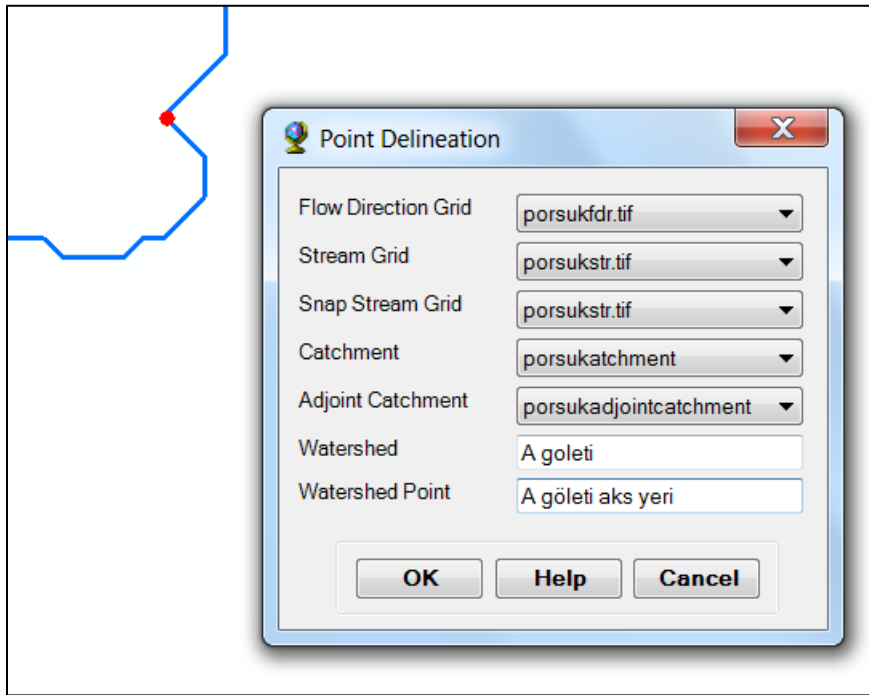 Point Delineation
Flow Direction Grid porsukfdr.tif
Stream Grid porsukstr.tif
Snap Stream Grid porsukstr.tif
Catchment porsukatchment
Adjoint Catchment porsukadjointcatchment
Watershed A goleti
Watershed Point A göleti aks yeri
OK Help Cancel